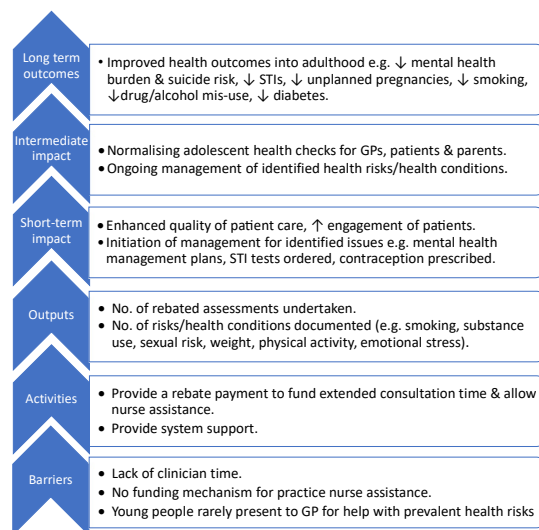 Long term
outcomes
• Improved health outcomes into adulthood e.g. ↓ mental health
burden & suicide risk, ↓ STIs, ↓ unplanned pregnancies, ↓ smoking,
↓drug/alcohol mis-use, ↓ diabetes.
Intermediate
impact
• Normalising adolescent health checks for GPs, patients & parents.
• Ongoing management of identified health risks/health conditions.
Short-term
impact
• Enhanced quality of patient care, ↑ engagement of patients.
• Initiation of management for identified issues e.g. mental health
management plans, STI tests ordered, contraception prescribed.
Outputs
• No. of rebated assessments undertaken.
• No. of risks/health conditions documented (e.g. smoking, substance
use, sexual risk, weight, physical activity, emotional stress).
Activities
• Provide a rebate payment to fund extended consultation time & allow
nurse assistance.
• Provide system support.
Barriers
• Lack of clinician time.
• No funding mechanism for practice nurse assistance.
• Young people rarely present to GP for help with prevalent health risks